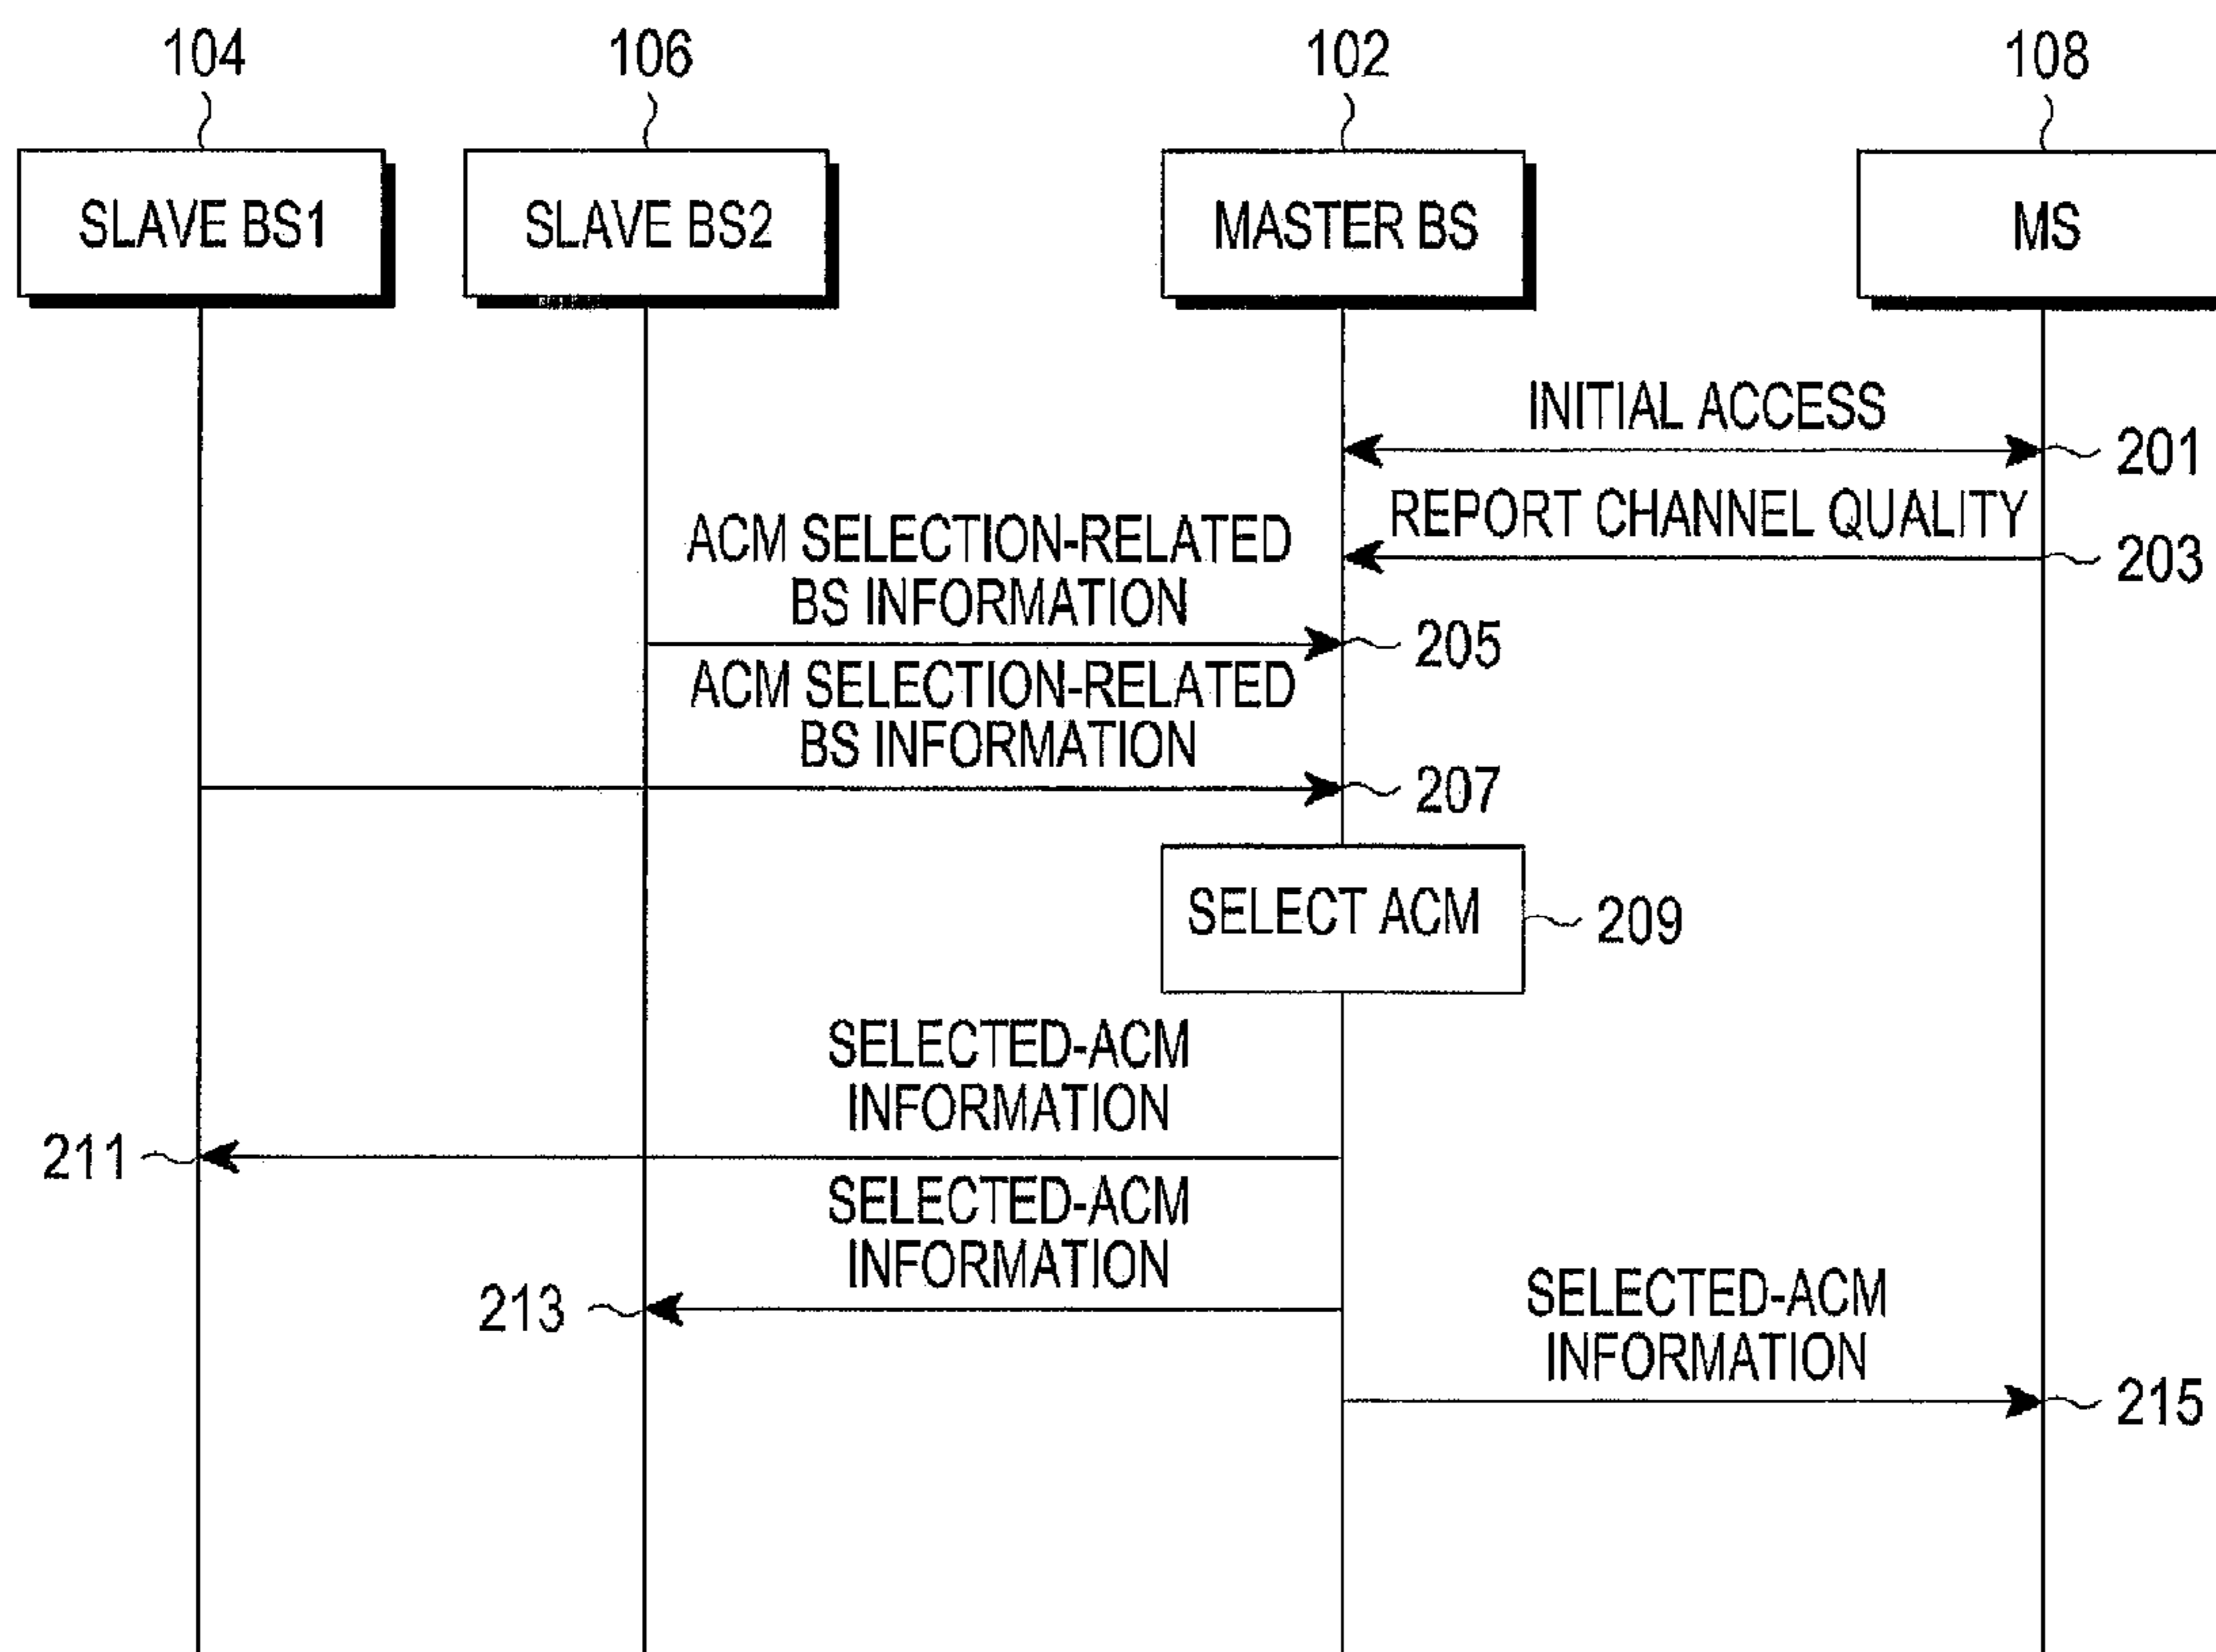 104
106
102
108
SLAVE BS1
SLAVE BS2
MASTER BS
MS
INITIAL ACCESS
201
REPORT CHANNEL QUALITY
203
ACM SELECTION-RELATED
BS INFORMATION
205
ACM SELECTION-RELATED
BS INFORMATION
207
SELECT ACM
209
SELECTED-ACM
INFORMATION
211
SELECTED-ACM
INFORMATION
213
SELECTED-ACM
INFORMATION
215